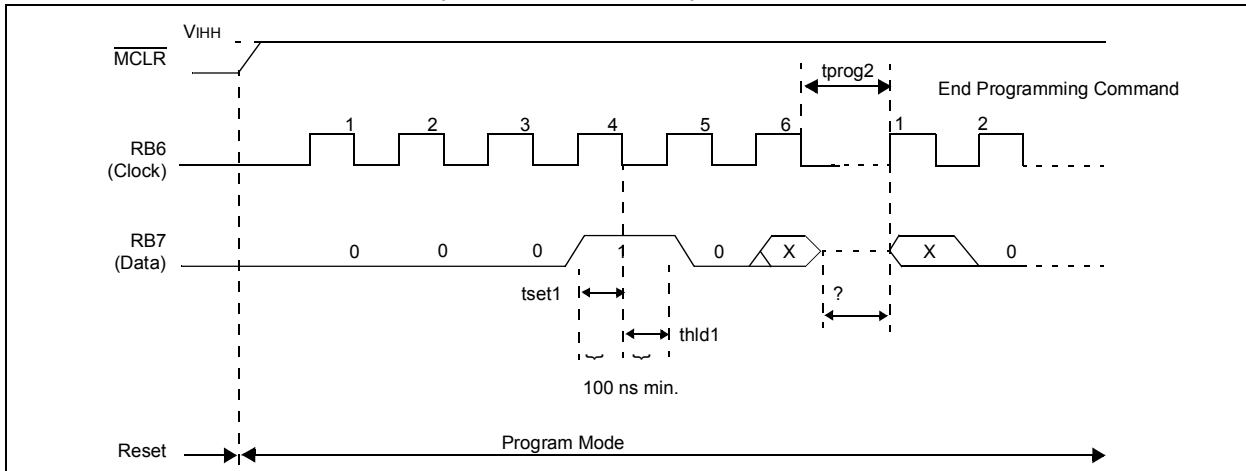 VIHH
MCLR
tprog2
End Programming Command
1 2 3 4 5 6 1 2
RB6
(Clock)
RB7
(Data)
0 0 0 1 0 X X 0
tset1
?
thld1
100 ns min.
Reset
Program Mode